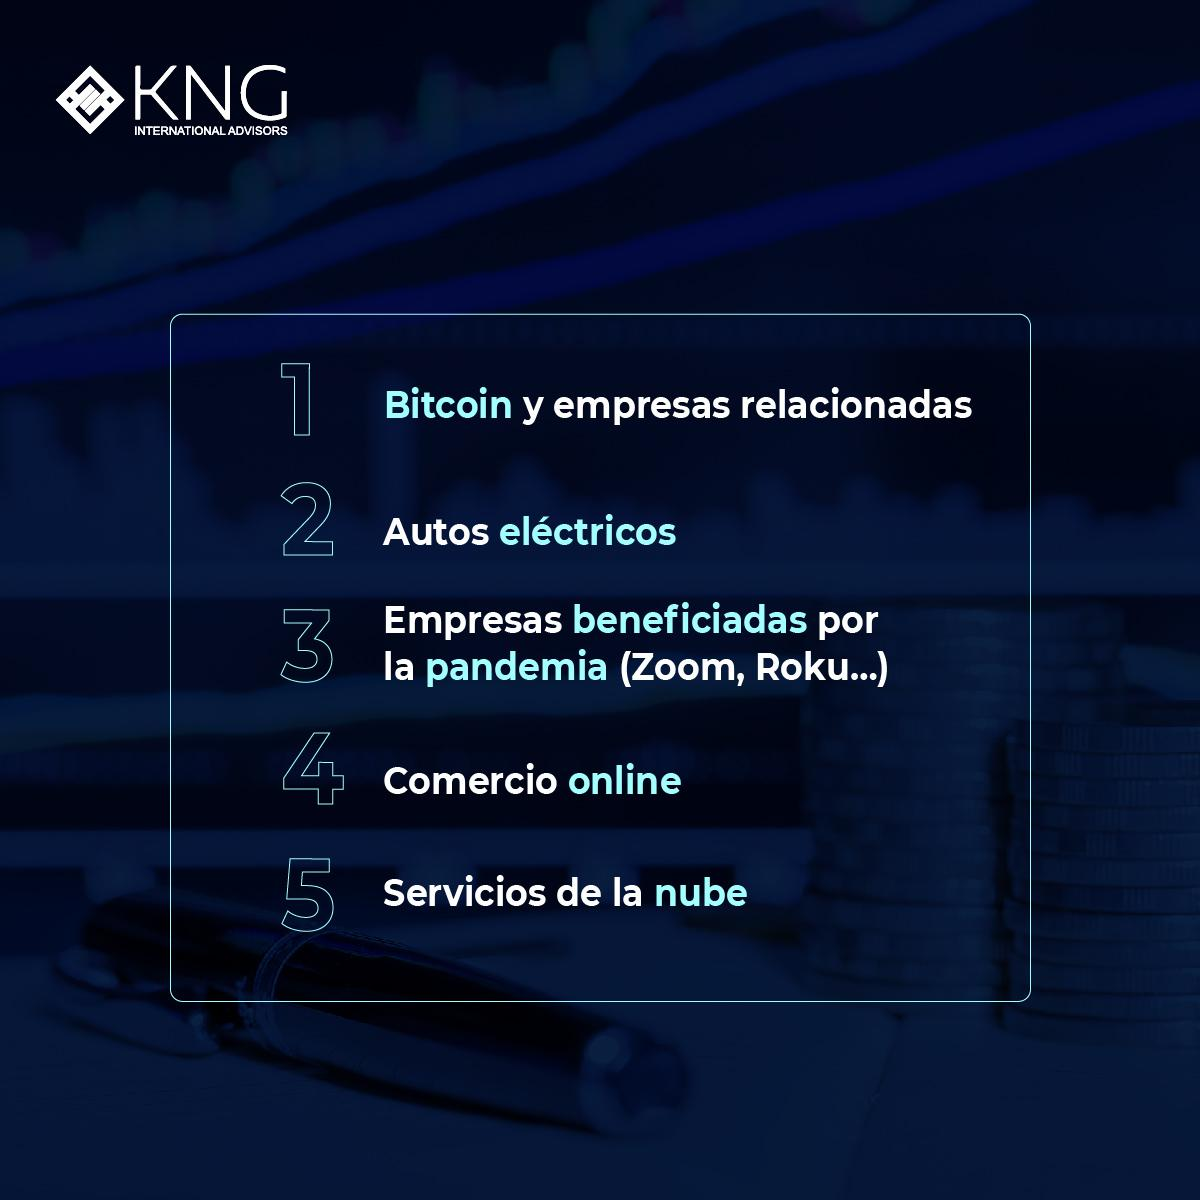 KNG
INTERNATIONAL ADVISORS
1
Bitcoin y empresas relacionadas
2
Autos eléctricos
3
Empresas beneficiadas por
la pandemia (Zoom, Roku...)
4
Comercio online
5
Servicios de la nube